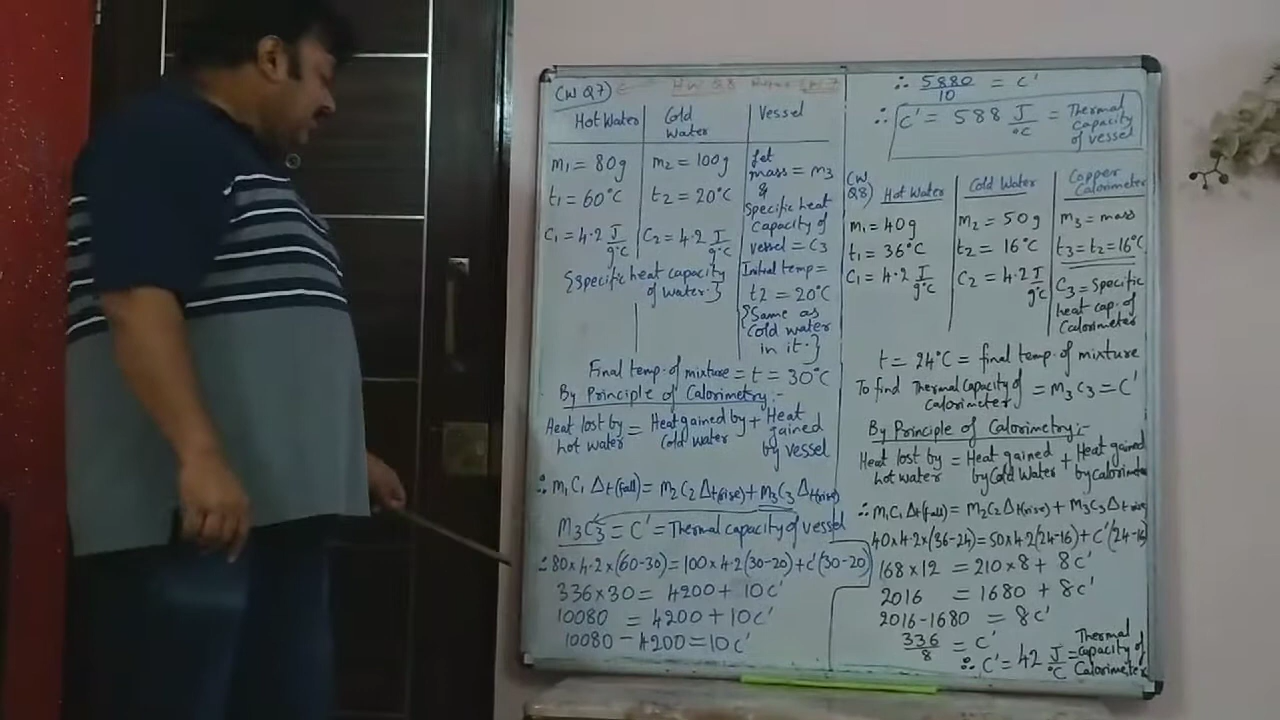 CW Q7)
Hot Water
Cold Water
Vessel
m₁ = 80g
m₂ = 100g
Let mass = m₃
t₁ = 60°C
t₂ = 20°C
&
Specific heat
Capacity of
vessel = C₃
C₁ = 4.2 J/g°C
C₂ = 4.2 J/g°C
{Specific heat capacity
of water.}
Initial temp =
t2 = 20°C
{Same as
Cold water
in it.}
Final temp. of mixture = t = 30°C
By Principle of Calorimetry:-
Heat lost by hot water = Heat gained by Cold water + Heat gained by vessel
∴ m₁C₁ Δt(fall) = m₂C₂ Δt(rise) + M₃C₃ Δt(rise)
M₃C₃ = C' = Thermal capacity of vessel
∴ 80 x 4.2 x (60-30) = 100 x 4.2 (30-20) + c' (30-20)
336 x 30 = 4200 + 10c'
10080 = 4200 + 10c'
10080 - 4200 = 10c'
∴ 5880/10 = c'
∴ c' = 588 J/°C = Thermal capacity of vessel
CW Q8)
Hot Water
Cold Water
Copper Calorimeter
m₁ = 40g
m₂ = 50g
m₃ = mass
t₁ = 36°C
t₂ = 16°C
t₃ = t₂ = 16°C
C₁ = 4.2 J/g°C
C₂ = 4.2 J/g°C
C₃ = Specific
heat cap. of
Calorimeter
t = 24°C = final temp. of mixture
To find Thermal Capacity of Calorimeter = m₃ C₃ = C'
By Principle of Calorimetry:-
Heat lost by hot water = Heat gained by Cold Water + Heat gained by calorimeter
∴ M₁C₁ Δt(fall) = M₂C₂ Δt(rise) + M₃C₃ Δt rise
40 x 4.2 x (36-24) = 50 x 4.2 (24-16) + C' (24-16)
168 x 12 = 210 x 8 + 8c'
2016 = 1680 + 8c'
2016 - 1680 = 8c'
336/8 = c'
∴ c' = 42 J/°C = Thermal capacity of Calorimeter